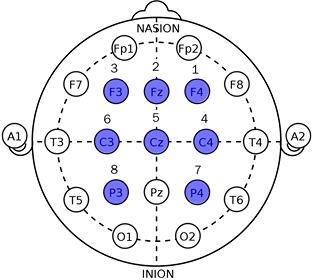 NASION
Fp1 Fp2
3 2 1
F7 F3 Fz F4 F8
6 5 4
A1 T3 C3 Cz C4 T4 A2
8 7
T5 P3 Pz P4 T6
O1 O2
INION